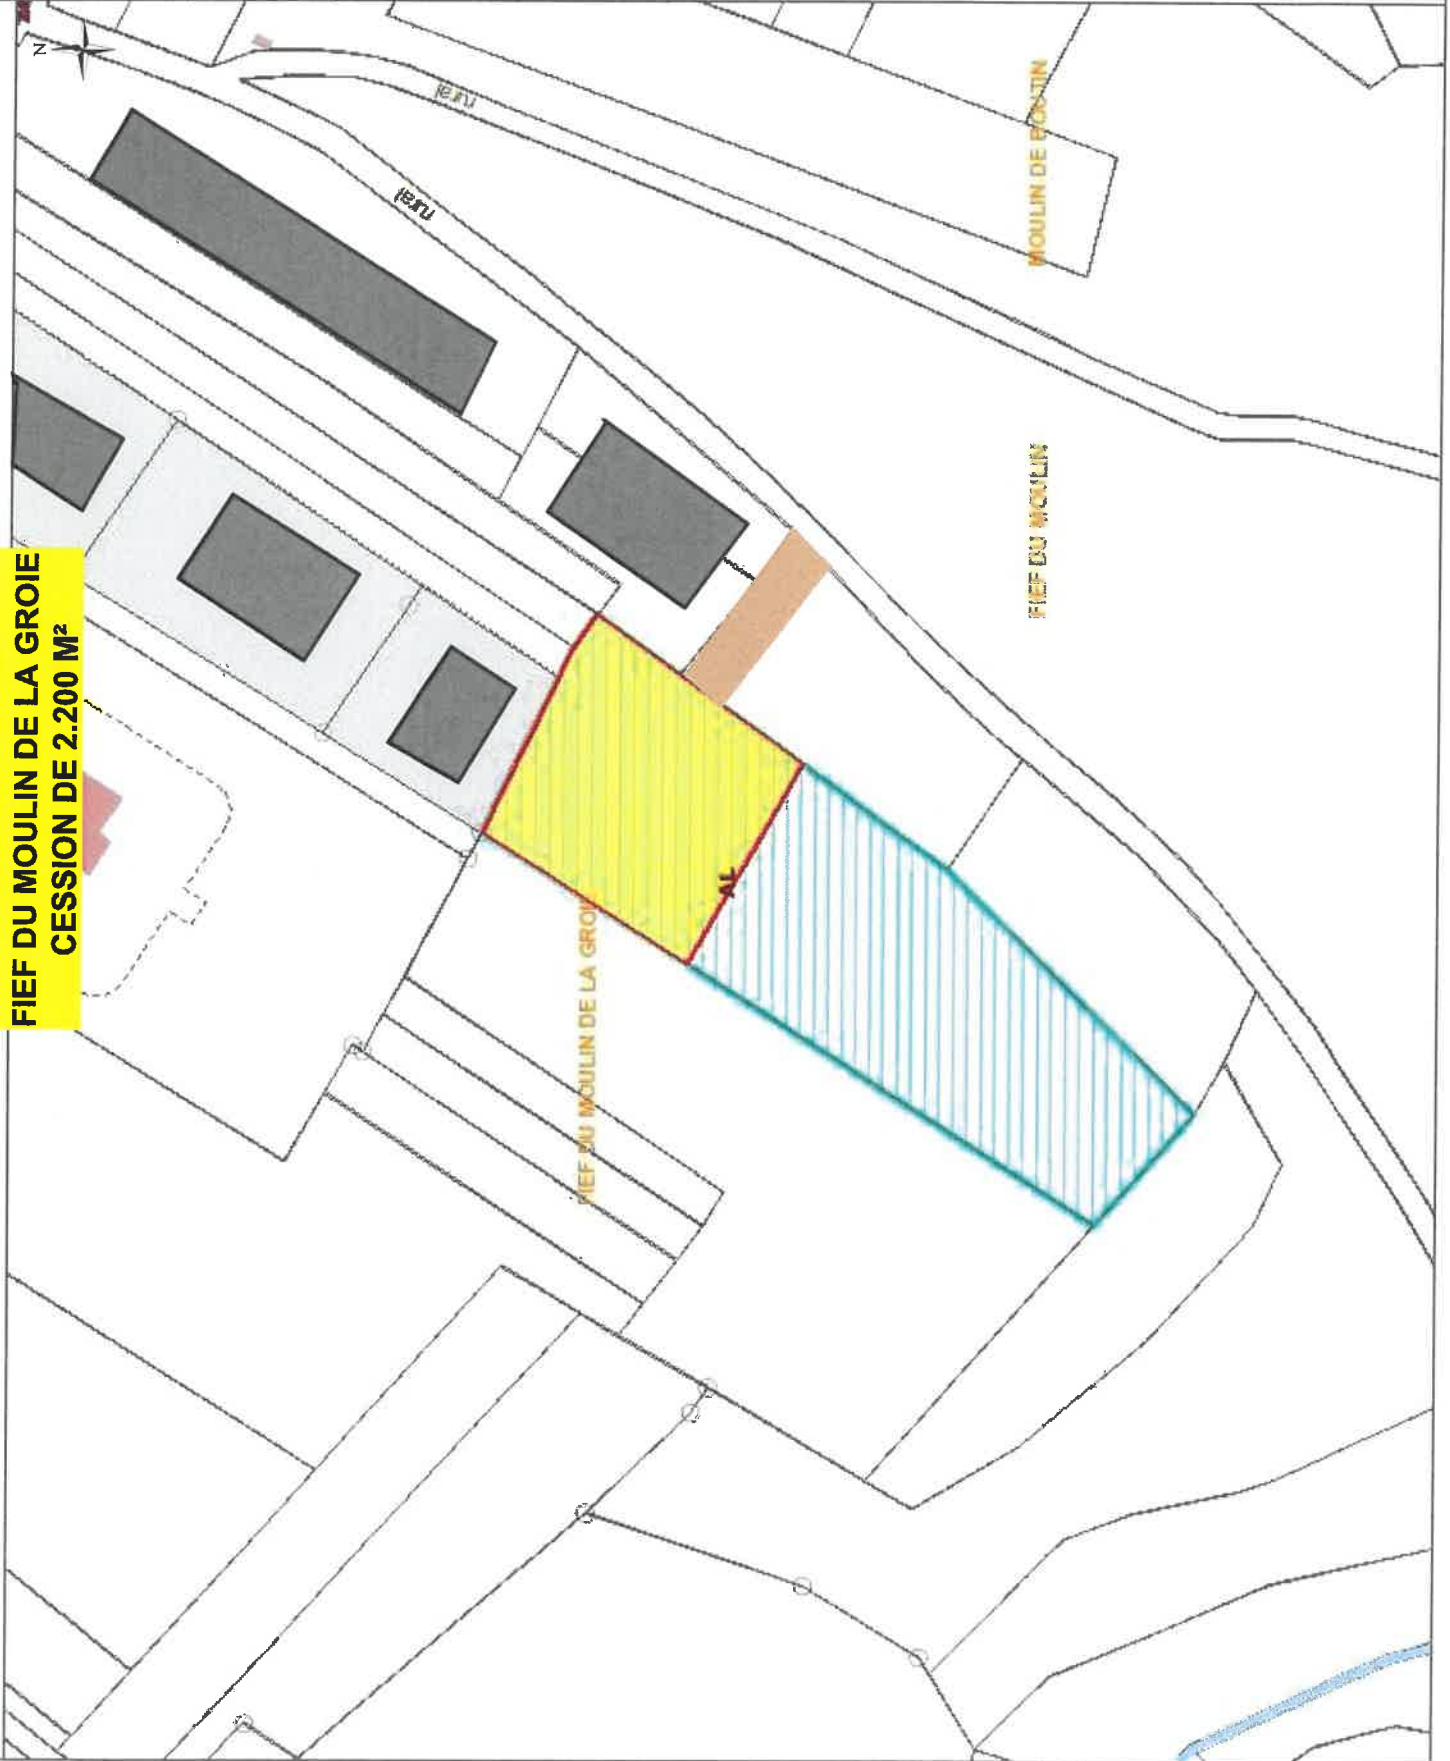 FIEF DU MOULIN DE LA GROIE
CESSION DE 2.200 M²
N
rural
rural
MOULIN DE BOUTIN
FIEF DU MOULIN
AL
FIEF DU MOULIN DE LA GROIE